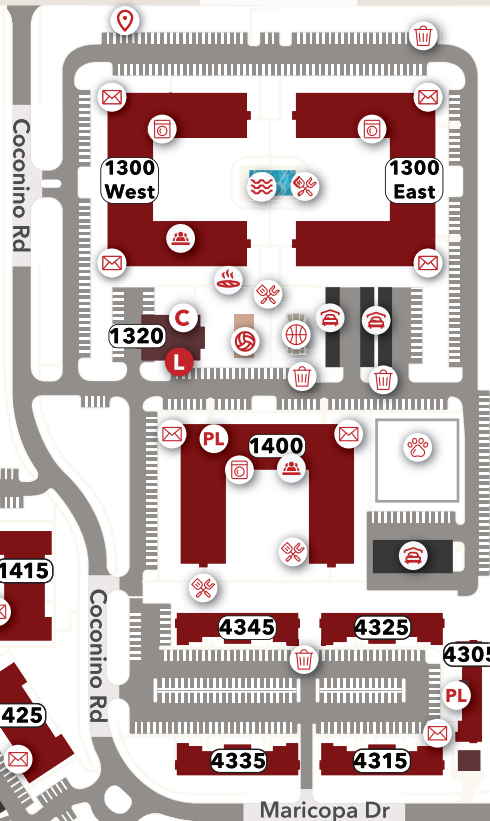 Coconino Rd
1300
West
1300
East
C
1320
L
PL
1400
1415
Coconino Rd
4345
4325
4305
PL
425
4335
4315
Maricopa Dr